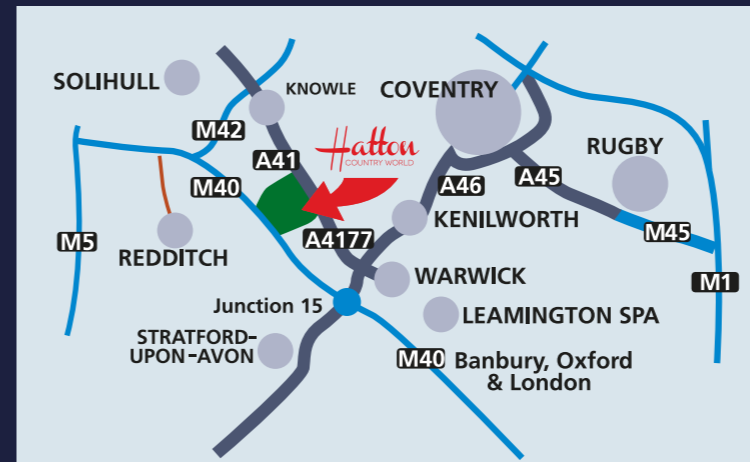 SOLIHULL
KNOWLE
COVENTRY
M42
Hatton
COUNTRY WORLD
RUGBY
A41
M40
A46
A45
M5
REDDITCH
A4177
KENILWORTH
M45
WARWICK
M1
Junction 15
LEAMINGTON SPA
STRATFORD-
UPON-AVON
M40
Banbury, Oxford
& London